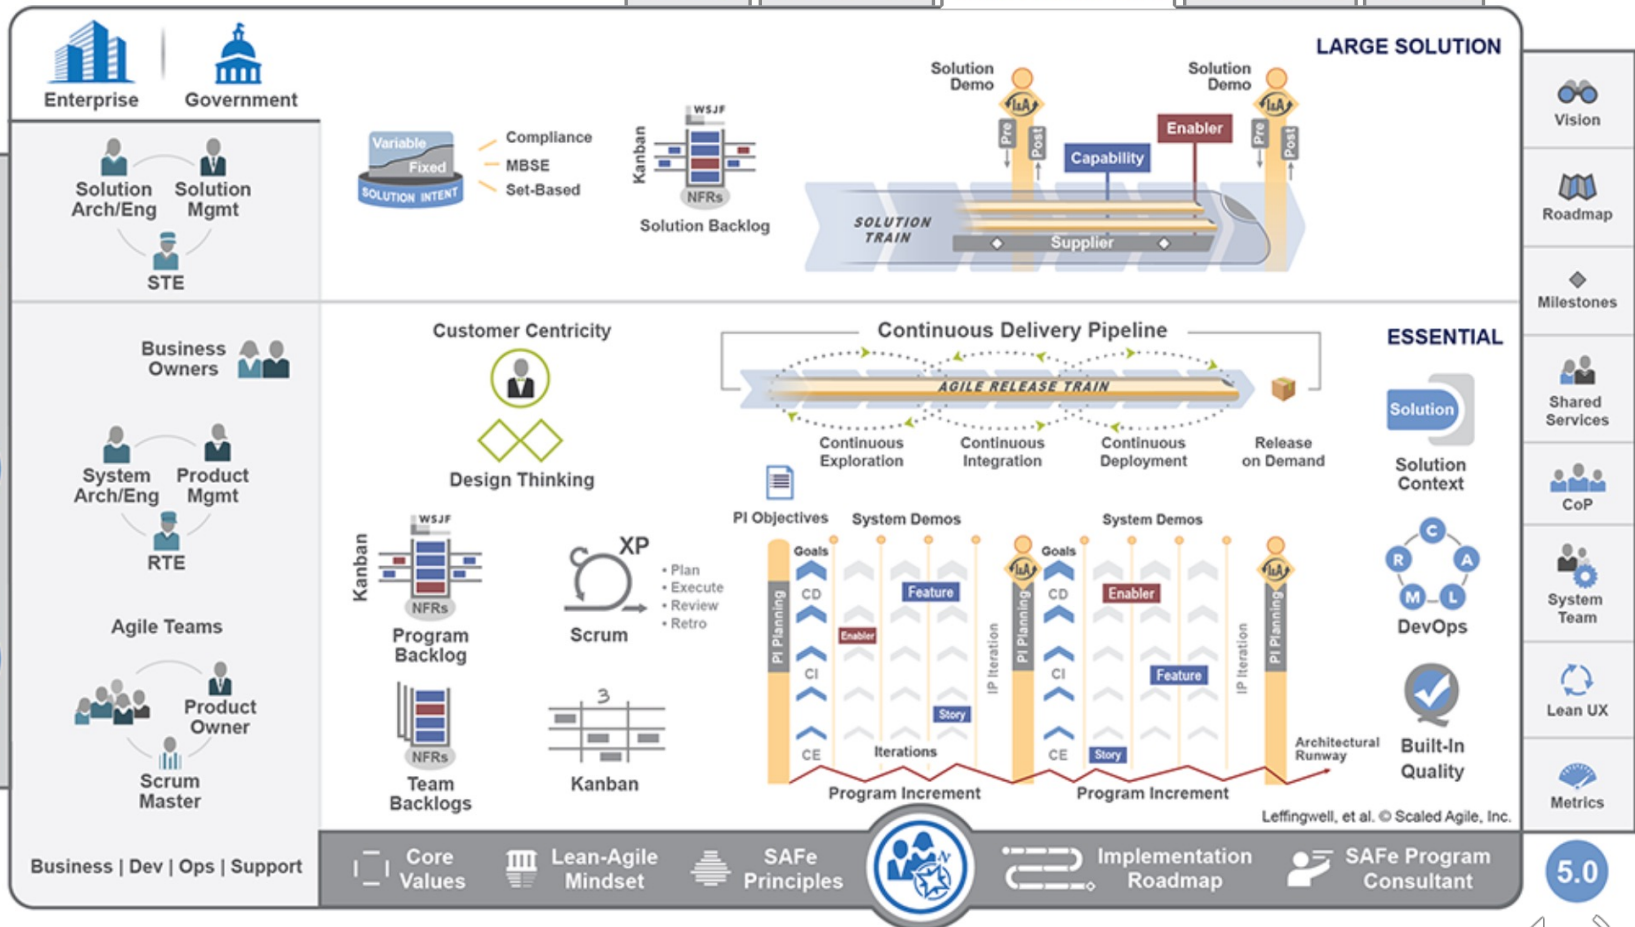 Enterprise
Government
LARGE SOLUTION
Solution
Arch/Eng
Solution
Mgmt
STE
Variable
Fixed
SOLUTION INTENT
Compliance
MBSE
Set-Based
Kanban
WSJF
NFRs
Solution Backlog
Solution
Demo
I&A
Pre
Post
Capability
Enabler
Solution
Demo
I&A
Pre
Post
SOLUTION
TRAIN
Supplier
ESSENTIAL
Business
Owners
System
Arch/Eng
Product
Mgmt
RTE
Agile Teams
Product
Owner
Scrum
Master
Business | Dev | Ops | Support
Customer Centricity
Design Thinking
Kanban
WSJF
NFRs
Program
Backlog
XP
• Plan
• Execute
• Review
• Retro
Scrum
NFRs
Team
Backlogs
3
Kanban
Continuous Delivery Pipeline
AGILE RELEASE TRAIN
Continuous
Exploration
Continuous
Integration
Continuous
Deployment
Release
on Demand
PI Objectives
System Demos
System Demos
PI Planning
Goals
CD
CI
CE
Enabler
Feature
Story
Iterations
IP Iteration
I&A
PI Planning
Goals
CD
CI
CE
Enabler
Feature
Story
IP Iteration
I&A
PI Planning
Architectural
Runway
Program Increment
Program Increment
Solution
Solution
Context
C
R
A
M
L
DevOps
Built-In
Quality
Leffingwell, et al. © Scaled Agile, Inc.
Core
Values
Lean-Agile
Mindset
SAFe
Principles
N
Implementation
Roadmap
SAFe Program
Consultant
Vision
Roadmap
Milestones
Shared
Services
CoP
System
Team
Lean UX
Metrics
5.0